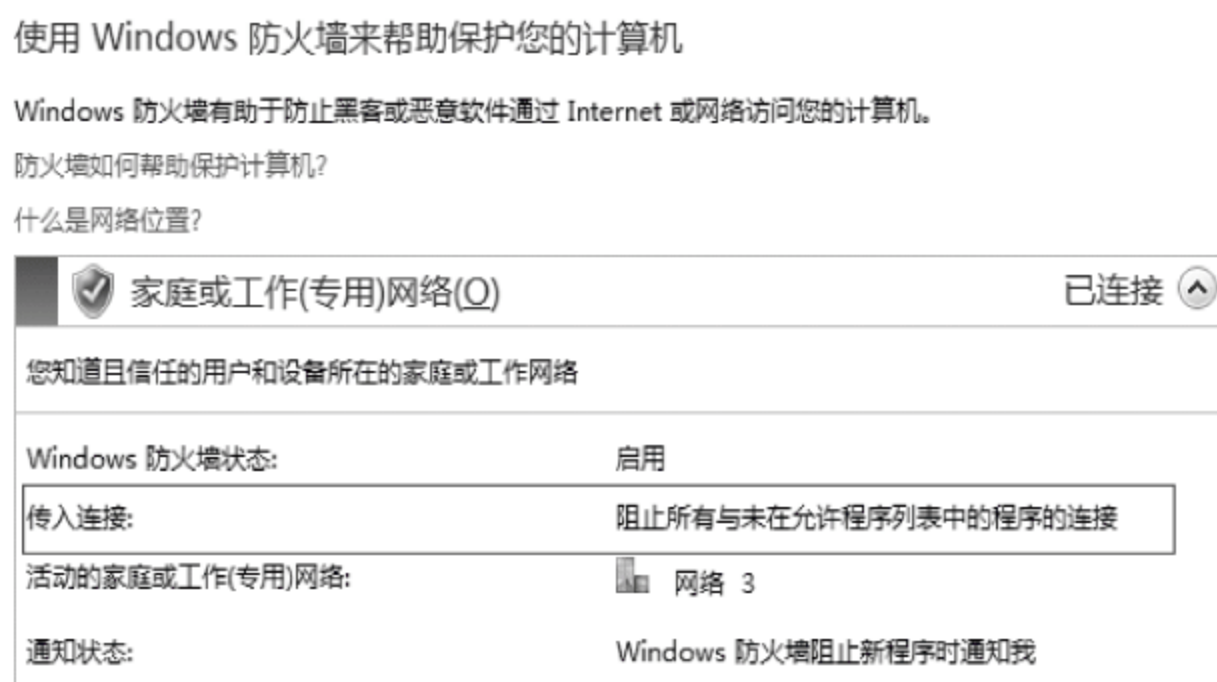 使用 Windows 防火墙来帮助保护您的计算机
Windows 防火墙有助于防止黑客或恶意软件通过 Internet 或网络访问您的计算机。
防火墙如何帮助保护计算机?
什么是网络位置?
家庭或工作(专用)网络(O) 已连接
您知道且信任的用户和设备所在的家庭或工作网络
Windows 防火墙状态: 启用
传入连接: 阻止所有与未在允许程序列表中的程序的连接
活动的家庭或工作(专用)网络: 网络 3
通知状态: Windows 防火墙阻止新程序时通知我